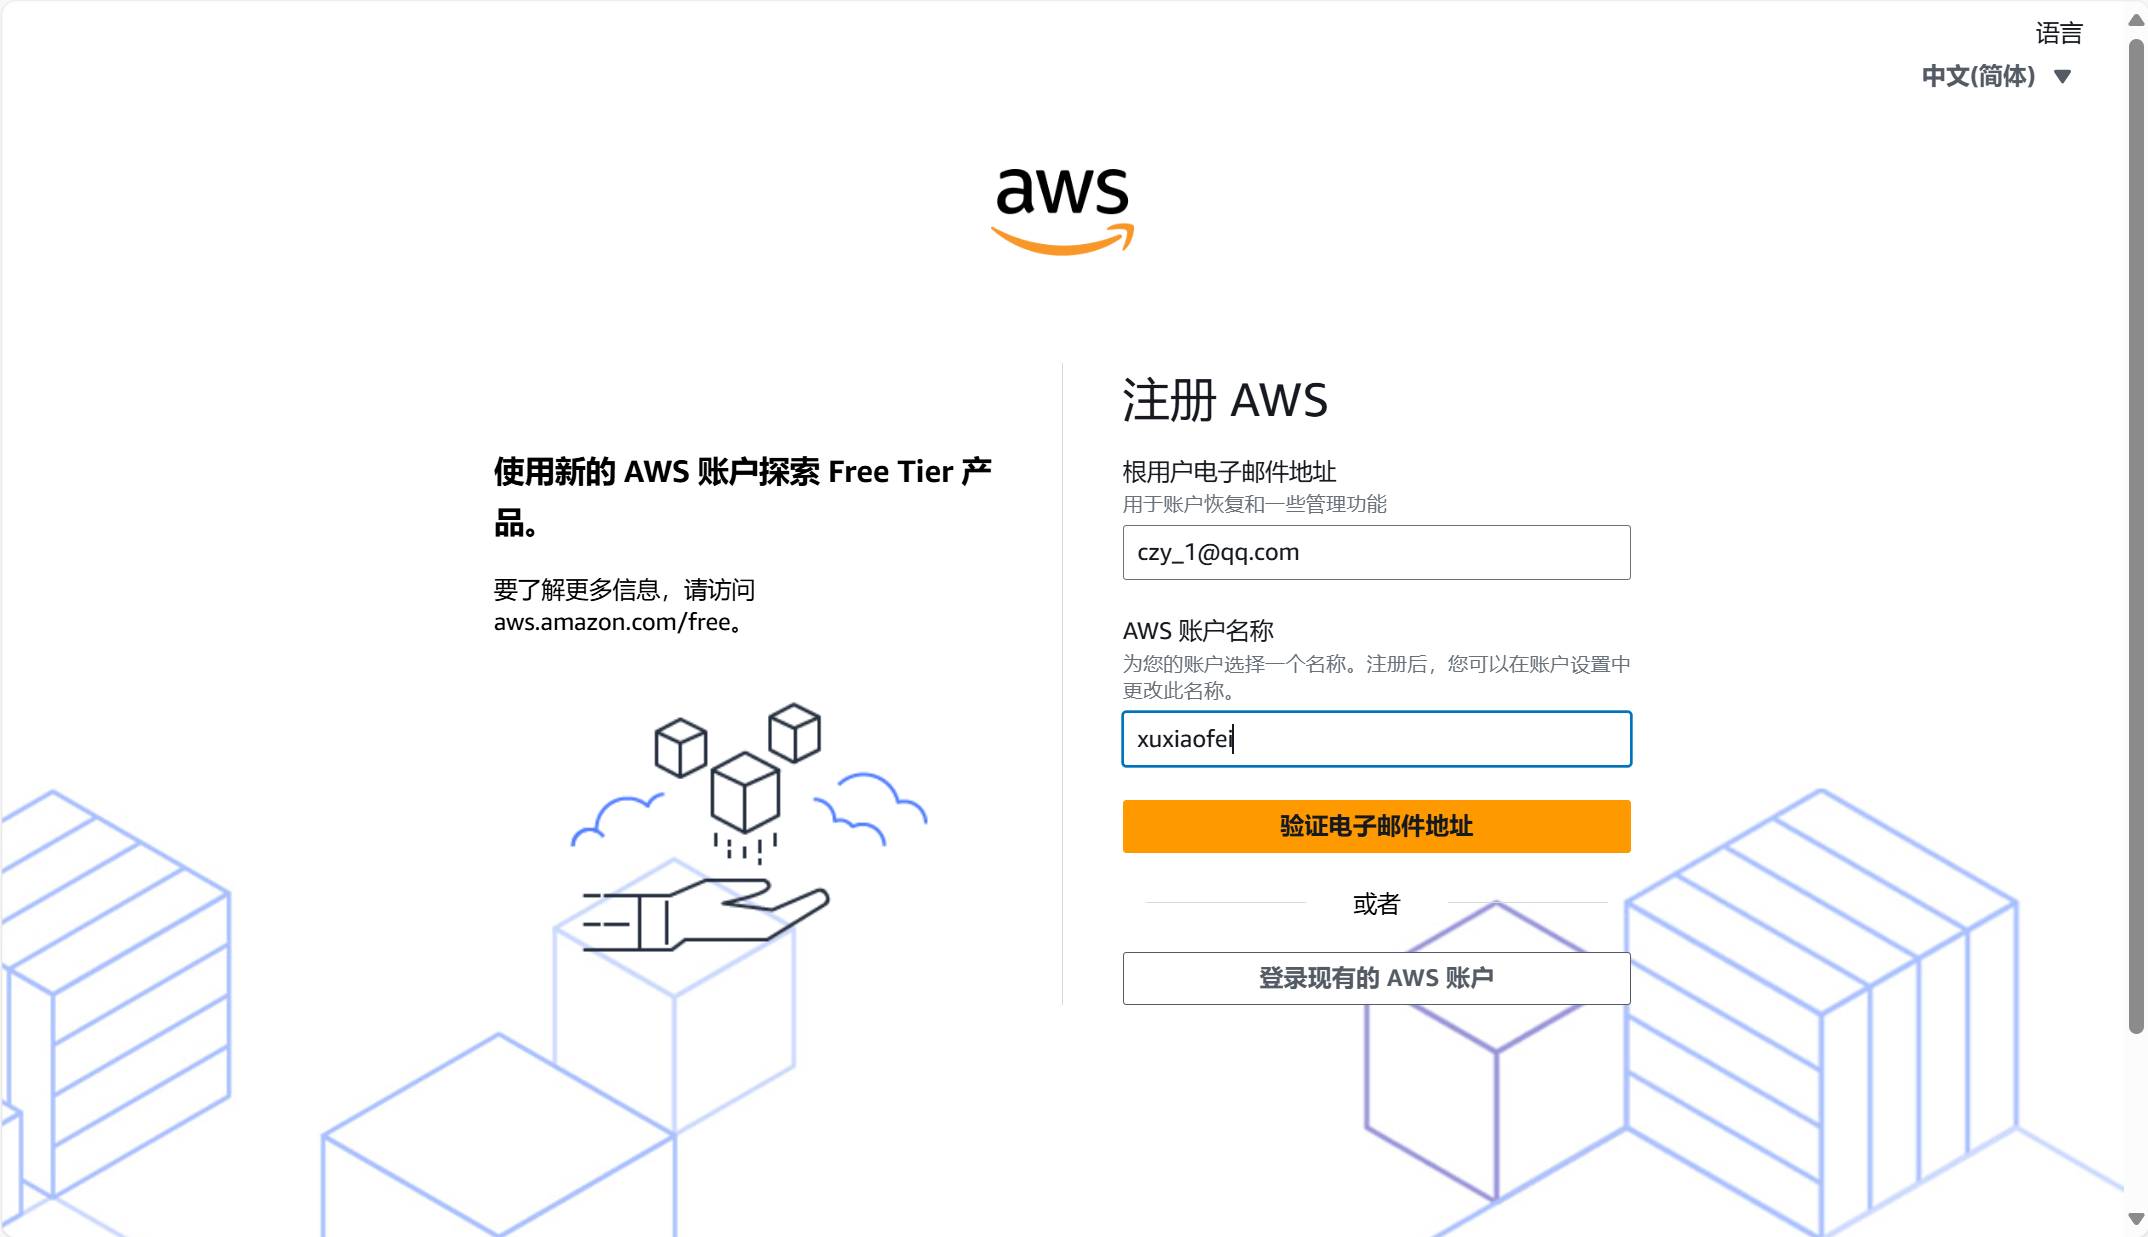 语言
中文(简体)
aws
使用新的 AWS 账户探索 Free Tier 产
品。
要了解更多信息，请访问
aws.amazon.com/free。
注册 AWS
根用户电子邮件地址
用于账户恢复和一些管理功能
czy_1@qq.com
AWS 账户名称
为您的账户选择一个名称。注册后，您可以在账户设置中
更改此名称。
xuxiaofei
验证电子邮件地址
或者
登录现有的 AWS 账户